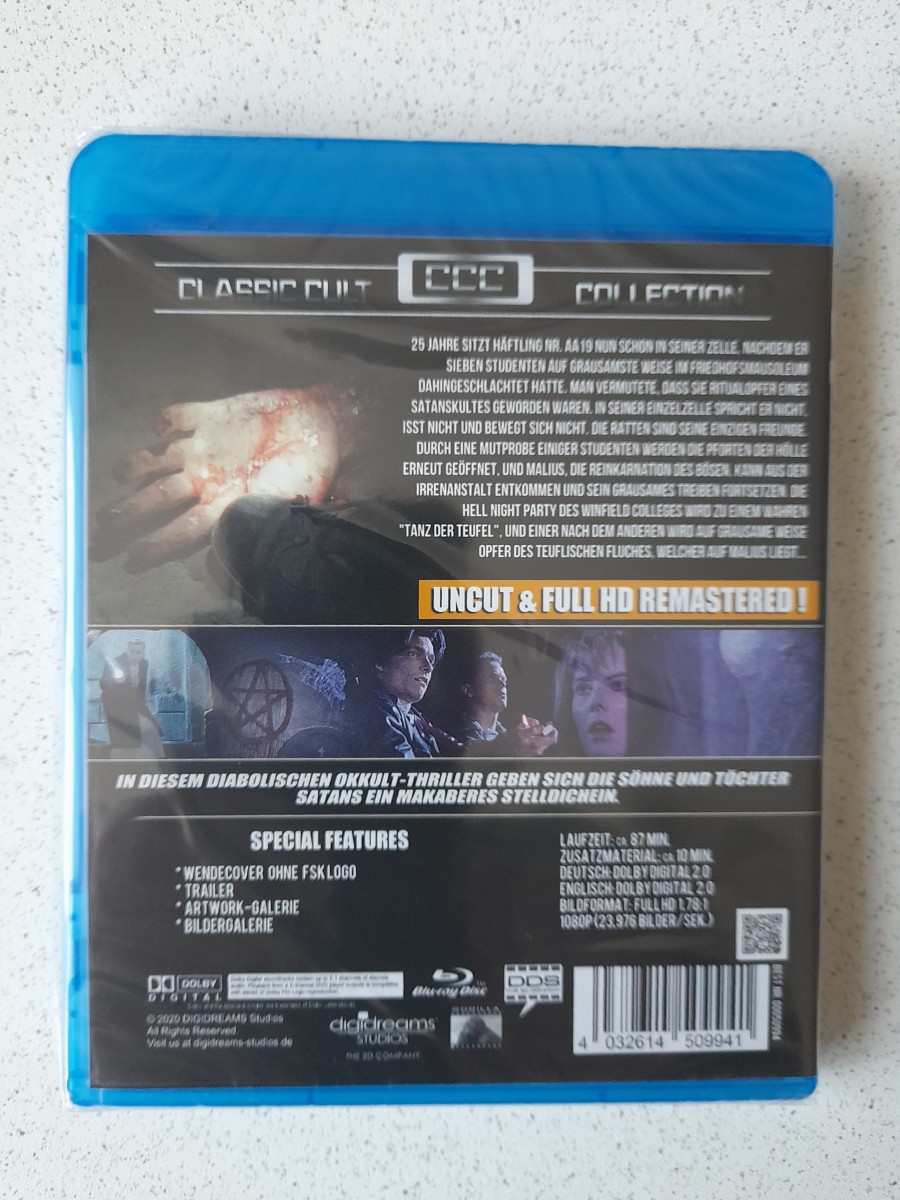 CLASSIC CULT CCC COLLECTION
25 JAHRE SITZT HÄFTLING NR. AA19 NUN SCHON IN SEINER ZELLE, NACHDEM ER
SIEBEN STUDENTEN AUF GRAUSAMSTE WEISE IM FRIEDHOFSMAUSOLEUM
DAHINGESCHLACHTET HATTE. MAN VERMUTETE, DASS SIE RITUALOPFER EINES
SATANSKULTES GEWORDEN WAREN. IN SEINER EINZELZELLE SPRICHT ER NICHT,
ISST NICHT UND BEWEGT SICH NICHT. DIE RATTEN SIND SEINE EINZIGEN FREUNDE.
DURCH EINE MUTPROBE EINIGER STUDENTEN WERDEN DIE PFORTEN DER HÖLLE
ERNEUT GEÖFFNET, UND MALIUS, DIE REINKARNATION DES BÖSEN, KANN AUS DER
IRRENANSTALT ENTKOMMEN UND SEIN GRAUSAMES TREIBEN FORTSETZEN. DIE
HELL NIGHT PARTY DES WINFIELD COLLEGES WIRD ZU EINEM WAHREN
"TANZ DER TEUFEL", UND EINER NACH DEM ANDEREN WIRD AUF GRAUSAME WEISE
OPFER DES TEUFLISCHEN FLUCHES, WELCHER AUF MALIUS LIEGT...
UNCUT & FULL HD REMASTERED!
IN DIESEM DIABOLISCHEN OKKULT-THRILLER GEBEN SICH DIE SÖHNE UND TÖCHTER
SATANS EIN MAKABERES STELLDICHEIN.
SPECIAL FEATURES
* WENDECOVER OHNE FSK LOGO
* TRAILER
* ARTWORK-GALERIE
* BILDERGALERIE
LAUFZEIT: ca. 87 MIN.
ZUSATZMATERIAL: ca. 10 MIN.
DEUTSCH: DOLBY DIGITAL 2.0
ENGLISCH: DOLBY DIGITAL 2.0
BILDFORMAT: FULL HD 1.78:1
1080P (23,976 BILDER/SEK.)
DOLBY
DIGITAL
Blu-ray Disc
DDS
© 2020 DIGIDREAMS Studios
All Rights Reserved.
Visit us at digidreams-studios.de
digidreams
STUDIOS
THE 3D COMPANY
4 032614 509941